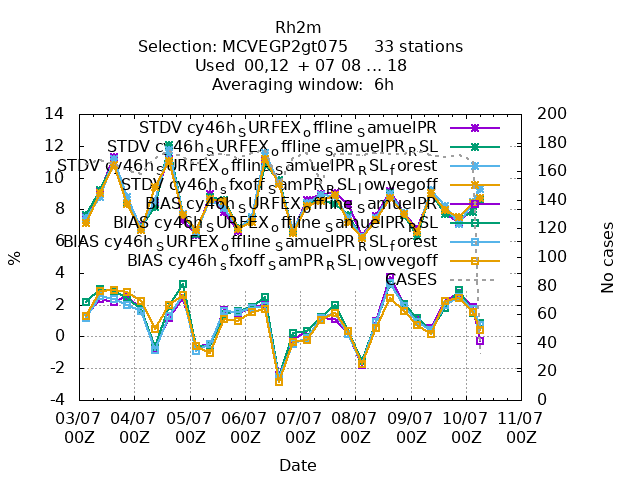 Rh2m
Selection: MCVEGP2gt075 33 stations
Used 00,12 + 07 08 ... 18
Averaging window: 6h
14
12
10
8
6
4
2
0
-2
-4
%
200
180
160
140
120
100
80
60
40
20
0
No cases
STDV cy46h_SURFEX_offline_SamuelPR
STDV cy46h_SURFEX_offline_SamuelPR_RSL
STDV cy46h_SURFEX_offline_SamuelPR_RSL_forest
STDV cy46h_sfxoff_SamPR_RSL_lowvegoff
BIAS cy46h_SURFEX_offline_SamuelPR
BIAS cy46h_SURFEX_offline_SamuelPR_RSL
BIAS cy46h_SURFEX_offline_SamuelPR_RSL_forest
BIAS cy46h_sfxoff_SamPR_RSL_lowvegoff
CASES
03/07 04/07 05/07 06/07 07/07 08/07 09/07 10/07 11/07
00Z 00Z 00Z 00Z 00Z 00Z 00Z 00Z 00Z
Date